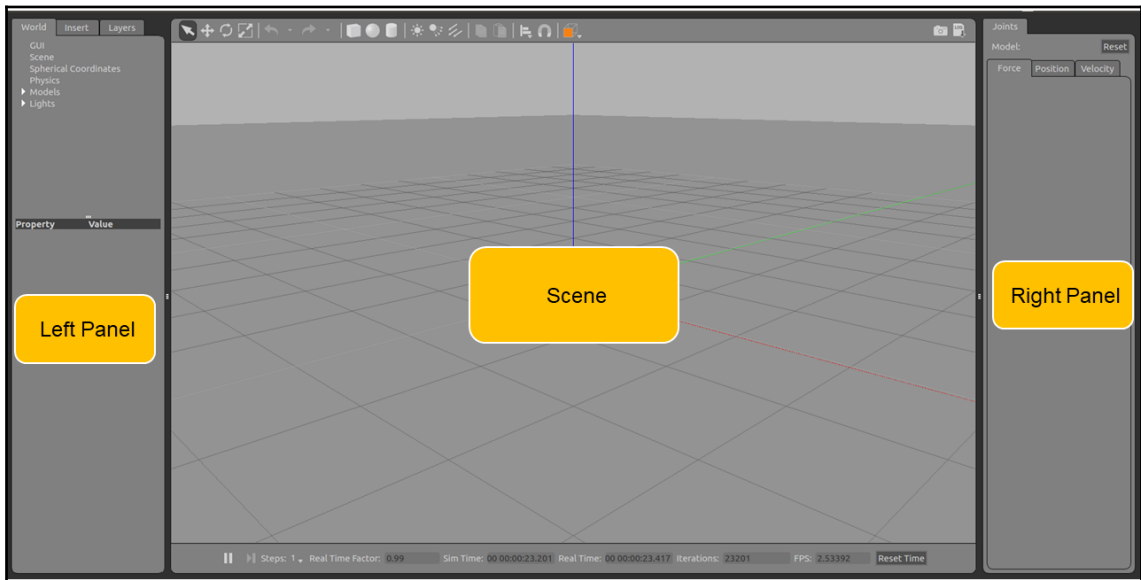 World Insert Layers
GUI
Scene
Spherical Coordinates
Physics
Models
Lights
Property Value
Left Panel
Scene
Steps: 1 Real Time Factor: 0.99 Sim Time: 00 00:00:23.201 Real Time: 00 00:00:23.417 Iterations: 23201 FPS: 2.53392 Reset Time
Joints
Model: Reset
Force Position Velocity
Right Panel